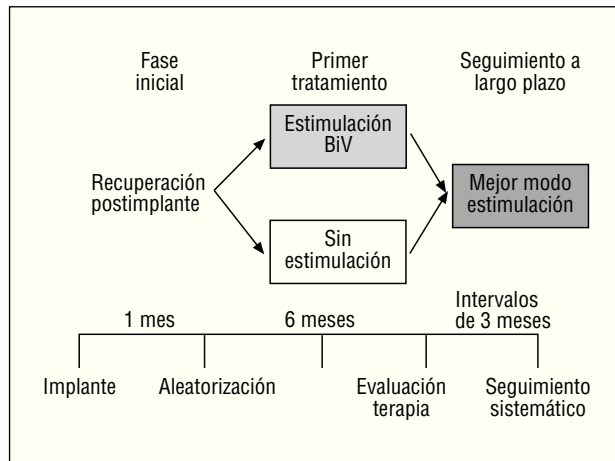 Fase
inicial
Primer
tratamiento
Seguimiento a
largo plazo
Estimulación
BiV
Recuperación
postimplante
Mejor modo
estimulación
Sin
estimulación
1 mes
6 meses
Intervalos
de 3 meses
Implante
Aleatorización
Evaluación
terapia
Seguimiento
sistemático